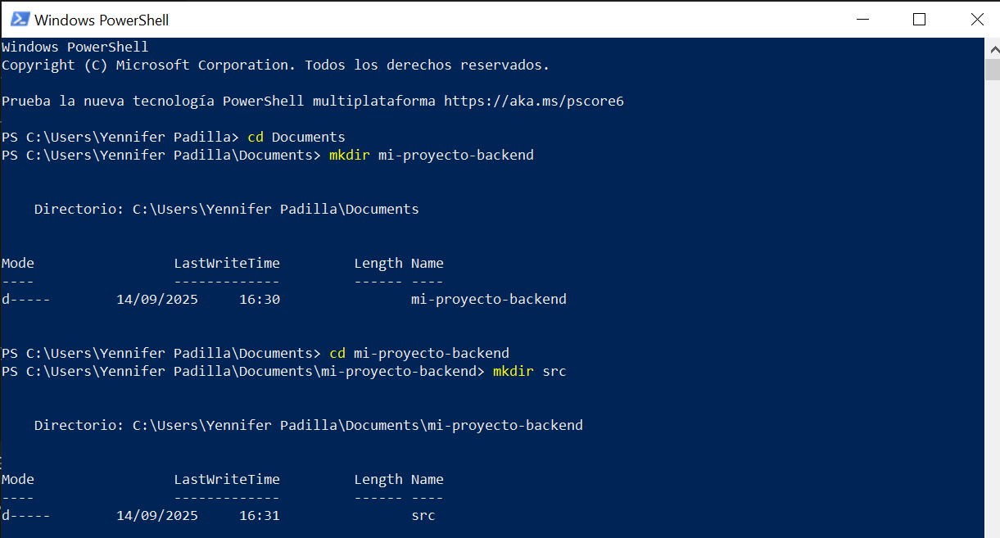 Windows PowerShell
Windows PowerShell
Copyright (C) Microsoft Corporation. Todos los derechos reservados.
Prueba la nueva tecnología PowerShell multiplataforma https://aka.ms/pscore6
PS C:\Users\Yennifer Padilla> cd Documents
PS C:\Users\Yennifer Padilla\Documents> mkdir mi-proyecto-backend
    Directorio: C:\Users\Yennifer Padilla\Documents
Mode                 LastWriteTime         Length Name
----                 -------------         ------ ----
d-----        14/09/2025     16:30                mi-proyecto-backend
PS C:\Users\Yennifer Padilla\Documents> cd mi-proyecto-backend
PS C:\Users\Yennifer Padilla\Documents\mi-proyecto-backend> mkdir src
    Directorio: C:\Users\Yennifer Padilla\Documents\mi-proyecto-backend
Mode                 LastWriteTime         Length Name
----                 -------------         ------ ----
d-----        14/09/2025     16:31                src